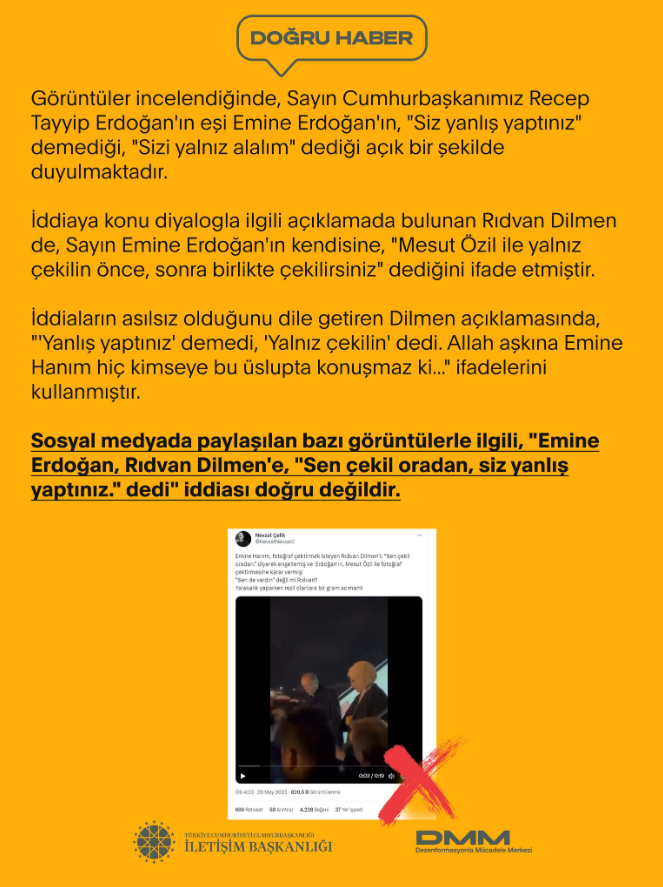 DOĞRU HABER
Görüntüler incelendiğinde, Sayın Cumhurbaşkanımız Recep
Tayyip Erdoğan'ın eşi Emine Erdoğan'ın, "Siz yanlış yaptınız"
demediği, "Sizi yalnız alalım" dediği açık bir şekilde
duyulmaktadır.
İddiaya konu diyalogla ilgili açıklamada bulunan Rıdvan Dilmen
de, Sayın Emine Erdoğan'ın kendisine, "Mesut Özil ile yalnız
çekilin önce, sonra birlikte çekilirsiniz" dediğini ifade etmiştir.
İddiaların asılsız olduğunu dile getiren Dilmen açıklamasında,
"'Yanlış yaptınız' demedi, 'Yalnız çekilin' dedi. Allah aşkına Emine
Hanım hiç kimseye bu üslupta konuşmaz ki..." ifadelerini
kullanmıştır.
Sosyal medyada paylaşılan bazı görüntülerle ilgili, "Emine
Erdoğan, Rıdvan Dilmen'e, "Sen çekil oradan, siz yanlış
yaptınız." dedi" iddiası doğru değildir.
Nevzat Çelik
Emine Hanım, fotoğraf çektirmek isteyen Rıdvan Dilmen'i: "Sen çekil
oradan." diyerek engellemiş ve Erdoğan'ın, Mesut Özil ile fotoğraf
çektirmesine karar vermiş!
"Sen de vardın" değil mi Rıdvan?
Yalakalık yaparken rezil olanlara bir gram acımam!
0:02 / 0:19
ÖS 4:03 · 29 May 2023 · 820,5 B Görüntülenme
699 Retweet 60 Alıntılar 4.228 Beğeni 37 Yer İşareti
TÜRKİYE CUMHURİYETİ CUMHURBAŞKANLIĞI
İLETİŞİM BAŞKANLIĞI
DMM
Dezenformasyonla Mücadele Merkezi